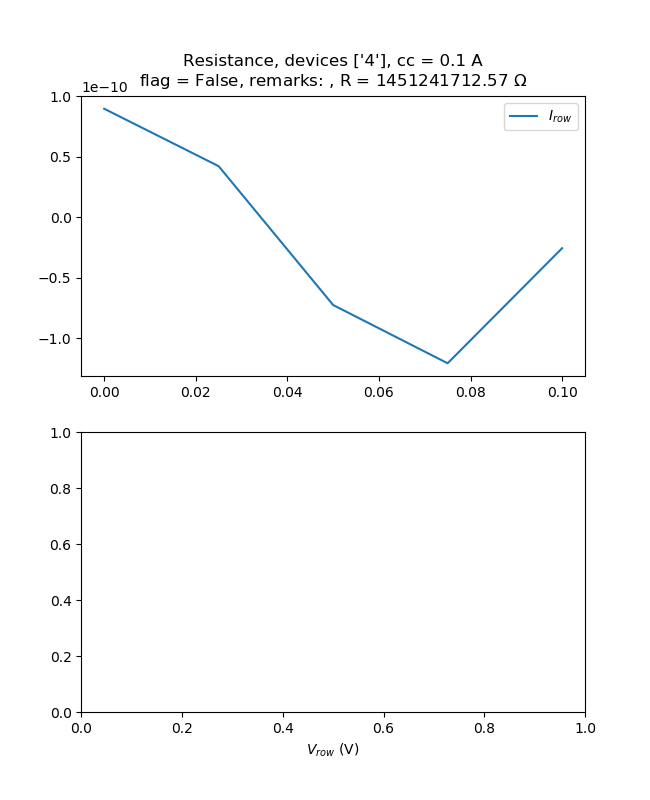 Resistance, devices ['4'], cc = 0.1 A
flag = False, remarks: , R = 1451241712.57 Ω
1e−10
1.0
0.5
0.0
−0.5
−1.0
I_row
0.00 0.02 0.04 0.06 0.08 0.10
1.0
0.8
0.6
0.4
0.2
0.0
0.0 0.2 0.4 0.6 0.8 1.0
V_row (V)